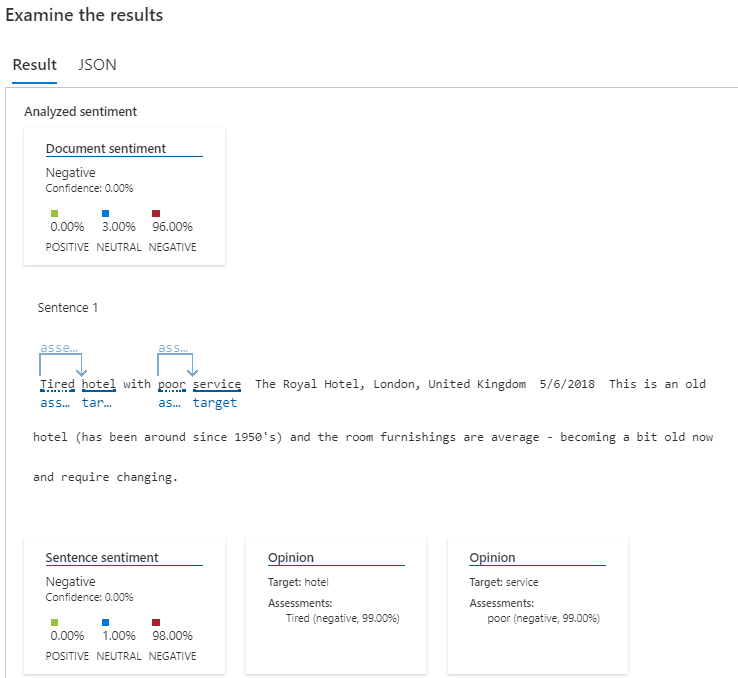 Examine the results
Result JSON
Analyzed sentiment
Document sentiment
Negative
Confidence: 0.00%
0.00% 3.00% 96.00%
POSITIVE NEUTRAL NEGATIVE
Sentence 1
asse... ass...
Tired hotel with poor service The Royal Hotel, London, United Kingdom 5/6/2018 This is an old
ass... tar... as... target
hotel (has been around since 1950's) and the room furnishings are average - becoming a bit old now
and require changing.
Sentence sentiment
Negative
Confidence: 0.00%
0.00% 1.00% 98.00%
POSITIVE NEUTRAL NEGATIVE
Opinion
Target: hotel
Assessments:
Tired (negative, 99.00%)
Opinion
Target: service
Assessments:
poor (negative, 99.00%)